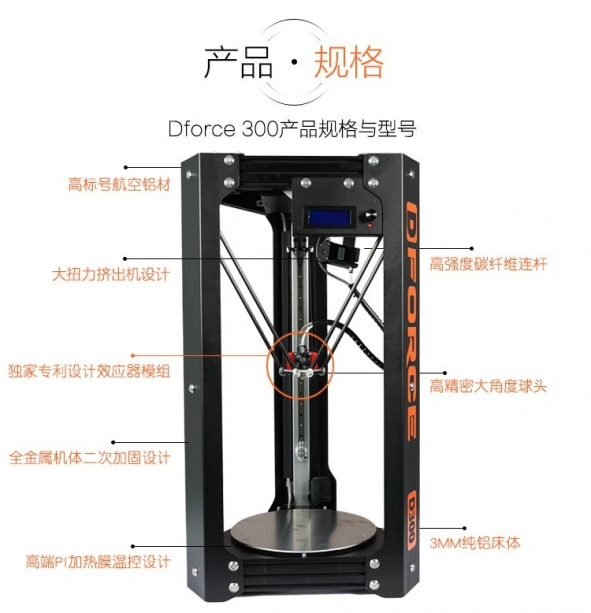 产品·规格
Dforce 300产品规格与型号
高标号航空铝材
大扭力挤出机设计
高强度碳纤维连杆
独家专利设计效应器模组
高精密大角度球头
全金属机体二次加固设计
3MM纯铝床体
高端PI加热膜温控设计
DFORCE
D300